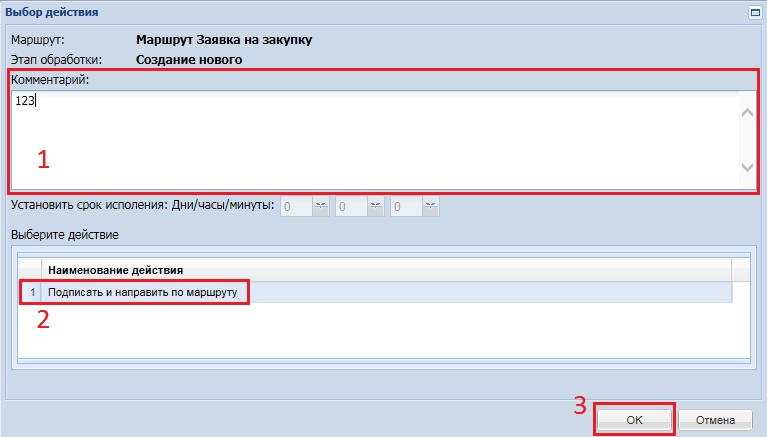 Выбор действия
Маршрут: Маршрут Заявка на закупку
Этап обработки: Создание нового
Комментарий:
123
1
Установить срок исполения: Дни/часы/минуты: 0 0 0
Выберите действие
Наименование действия
1 Подписать и направить по маршруту
2
3
OK Отмена